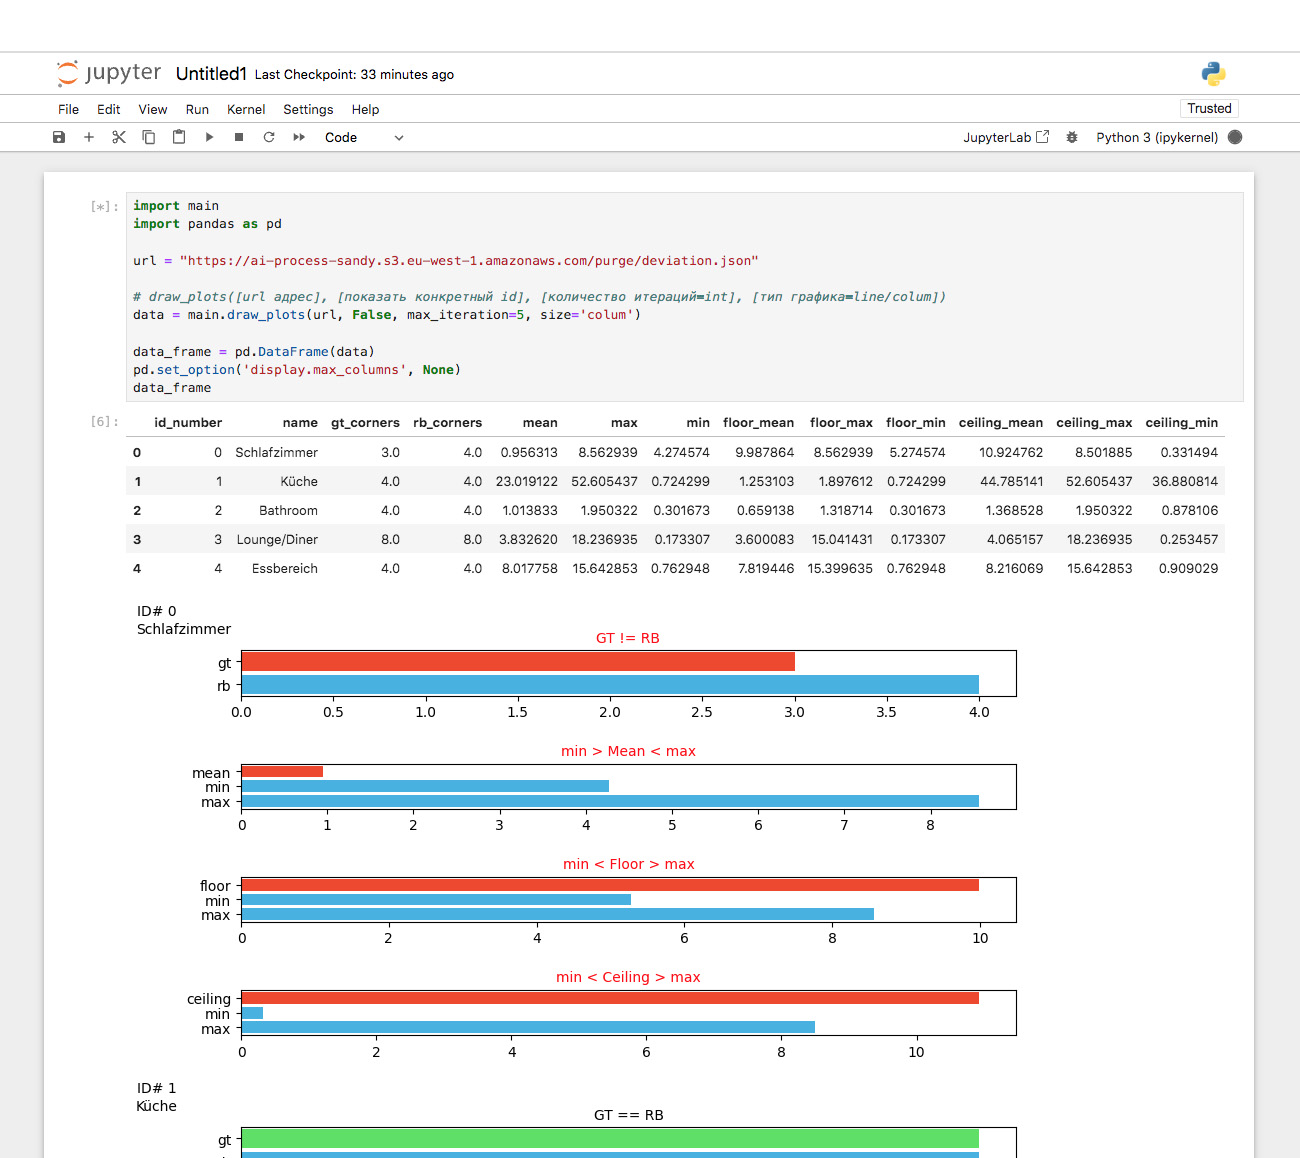 jupyter Untitled1 Last Checkpoint: 33 minutes ago
File Edit View Run Kernel Settings Help Trusted
Code JupyterLab Python 3 (ipykernel)
[*]: import main
import pandas as pd
url = "https://ai-process-sandy.s3.eu-west-1.amazonaws.com/purge/deviation.json"
# draw_plots([url адрес], [показать конкретный id], [количество итераций=int], [тип графика=line/colum])
data = main.draw_plots(url, False, max_iteration=5, size='colum')
data_frame = pd.DataFrame(data)
pd.set_option('display.max_columns', None)
data_frame
[6]: id_number name gt_corners rb_corners mean max min floor_mean floor_max floor_min ceiling_mean ceiling_max ceiling_min
0 0 Schlafzimmer 3.0 4.0 0.956313 8.562939 4.274574 9.987864 8.562939 5.274574 10.924762 8.501885 0.331494
1 1 Küche 4.0 4.0 23.019122 52.605437 0.724299 1.253103 1.897612 0.724299 44.785141 52.605437 36.880814
2 2 Bathroom 4.0 4.0 1.013833 1.950322 0.301673 0.659138 1.318714 0.301673 1.368528 1.950322 0.878106
3 3 Lounge/Diner 8.0 8.0 3.832620 18.236935 0.173307 3.600083 15.041431 0.173307 4.065157 18.236935 0.253457
4 4 Essbereich 4.0 4.0 8.017758 15.642853 0.762948 7.819446 15.399635 0.762948 8.216069 15.642853 0.909029
ID# 0
Schlafzimmer
GT != RB
gt
rb
0.0 0.5 1.0 1.5 2.0 2.5 3.0 3.5 4.0
min > Mean < max
mean
min
max
0 1 2 3 4 5 6 7 8
min < Floor > max
floor
min
max
0 2 4 6 8 10
min < Ceiling > max
ceiling
min
max
0 2 4 6 8 10
ID# 1
Küche
GT == RB
gt